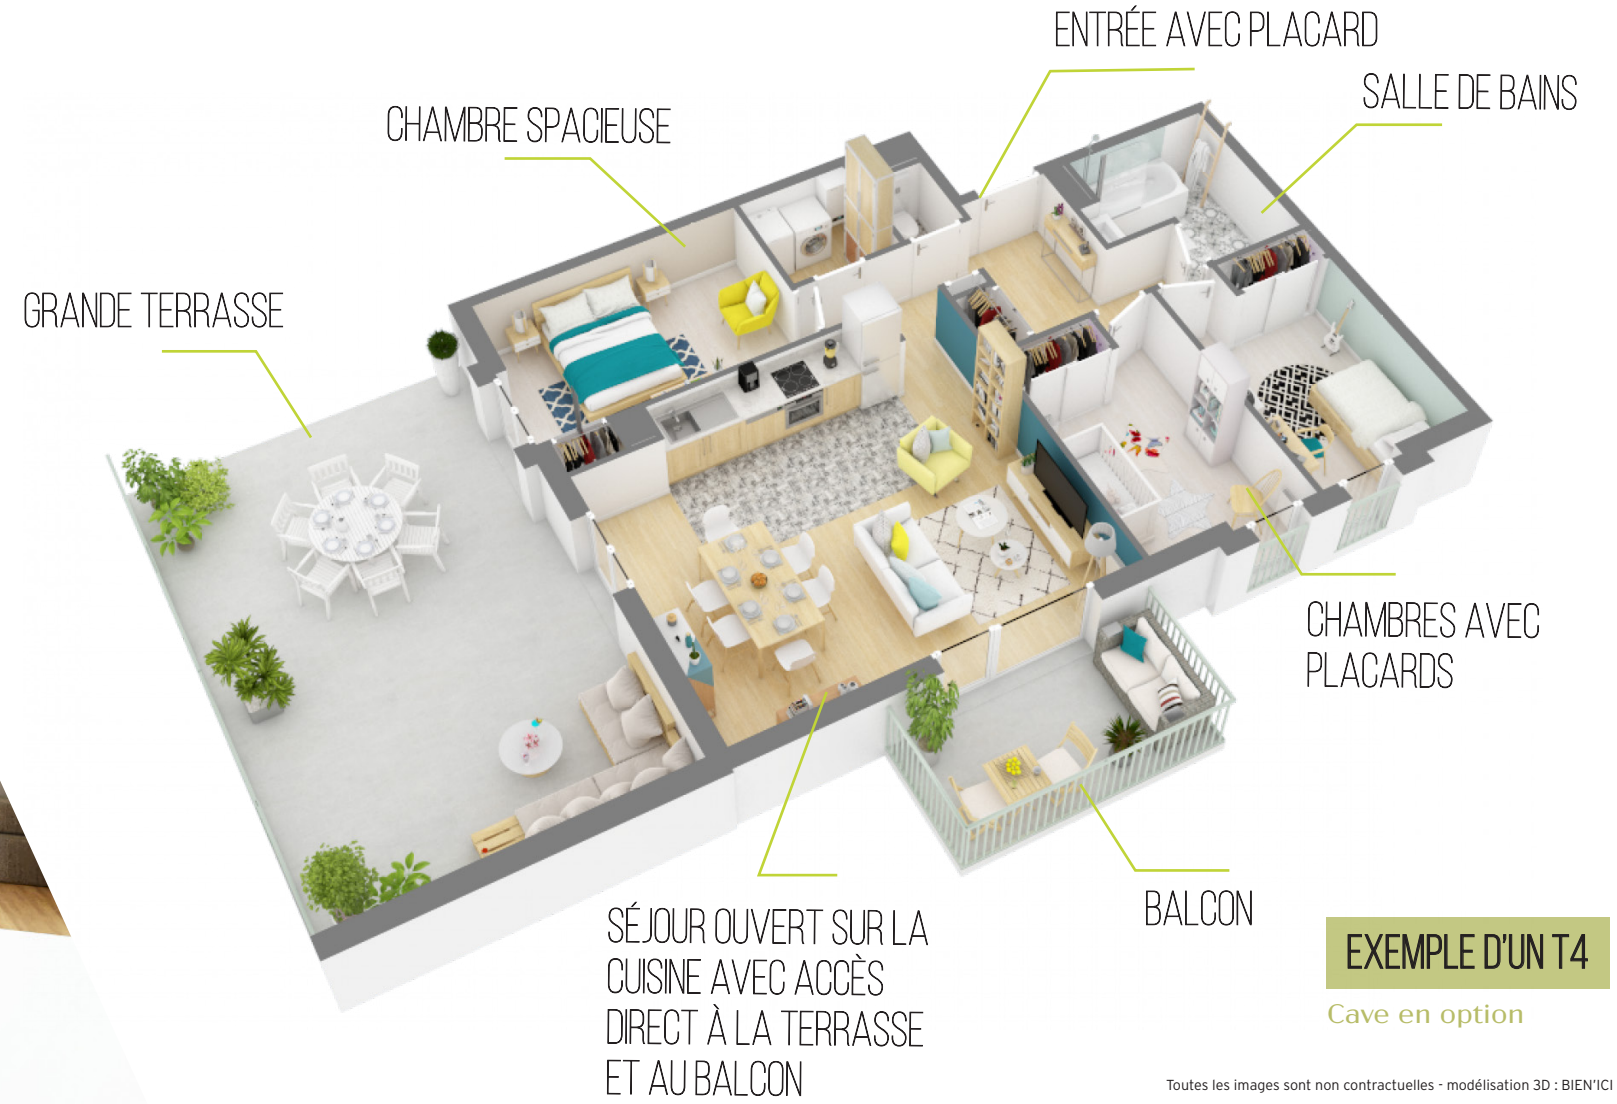 ENTRÉE AVEC PLACARD
SALLE DE BAINS
CHAMBRE SPACIEUSE
GRANDE TERRASSE
CHAMBRES AVEC
PLACARDS
BALCON
SÉJOUR OUVERT SUR LA
CUISINE AVEC ACCÈS
DIRECT À LA TERRASSE
ET AU BALCON
EXEMPLE D'UN T4
Cave en option
Toutes les images sont non contractuelles - modélisation 3D : BIEN'ICI